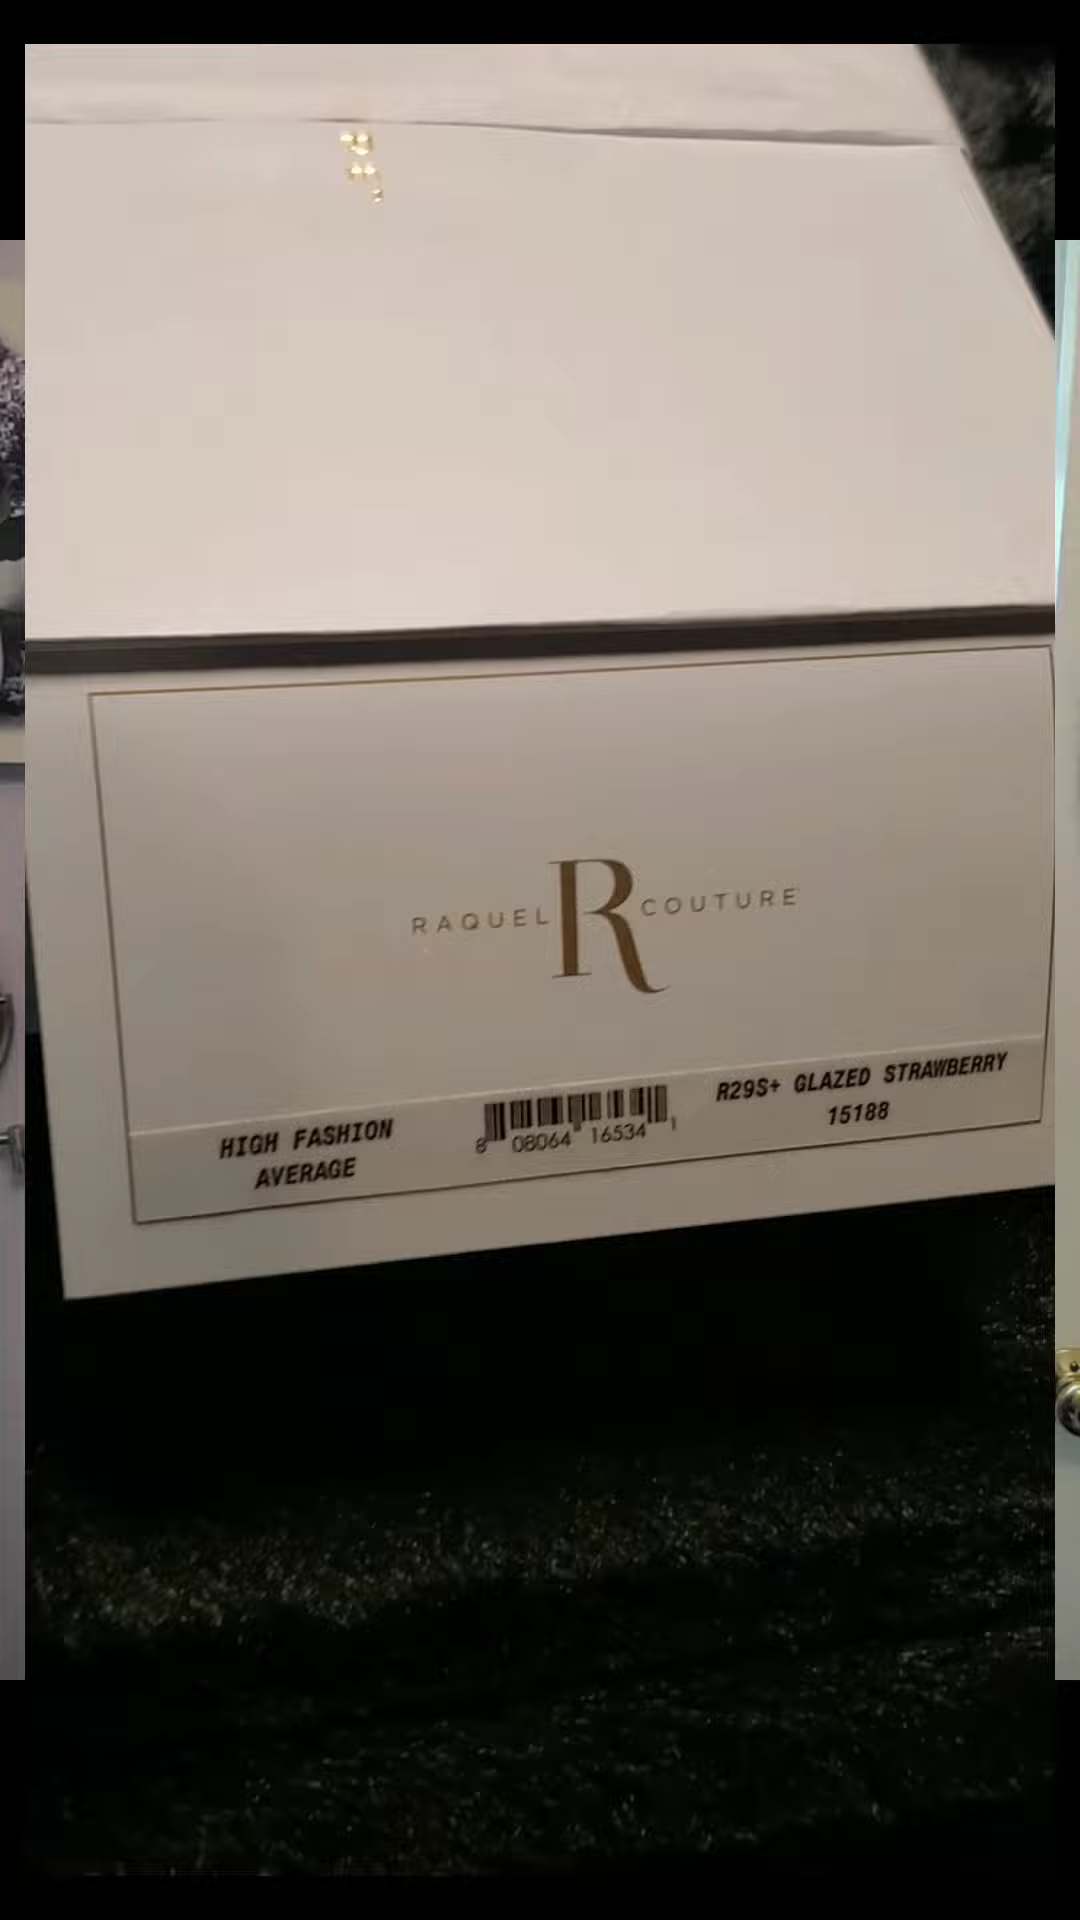 RAQUEL R COUTURE
HIGH FASHION
AVERAGE
8 08064 16534 1
R29S+ GLAZED STRAWBERRY
15188